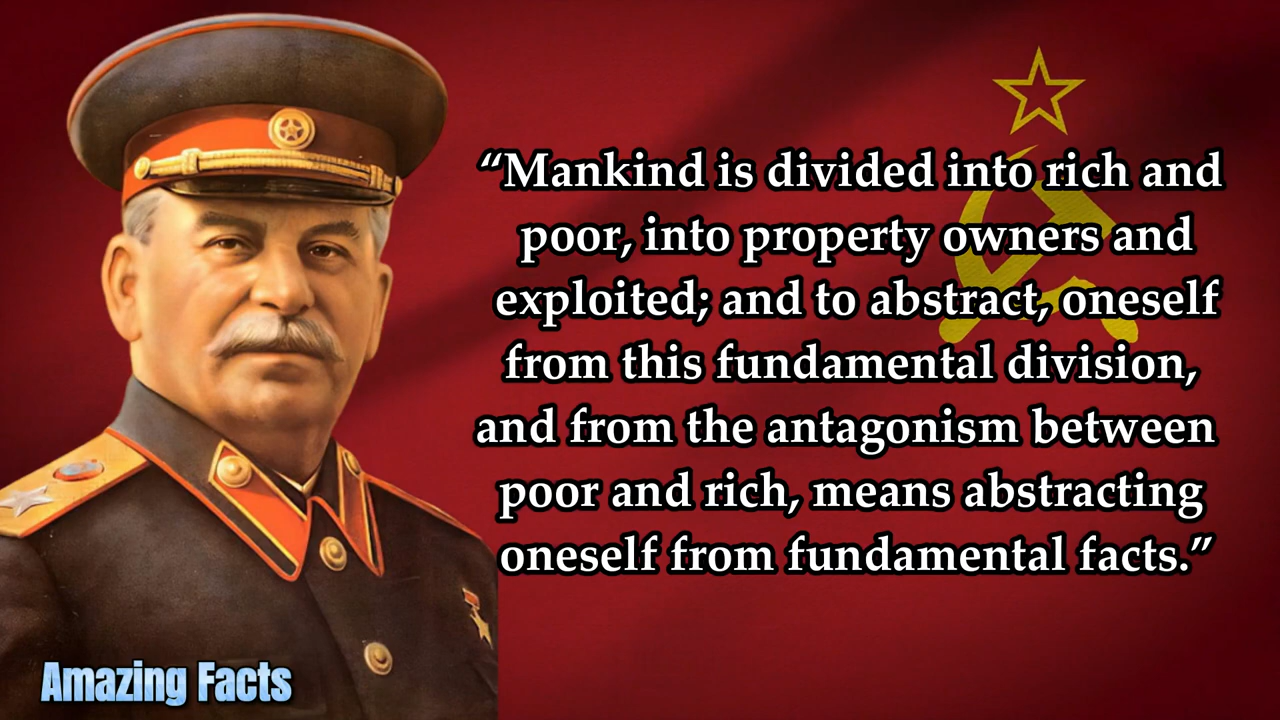 “Mankind is divided into rich and
poor, into property owners and
exploited; and to abstract, oneself
from this fundamental division,
and from the antagonism between
poor and rich, means abstracting
oneself from fundamental facts.”
Amazing Facts